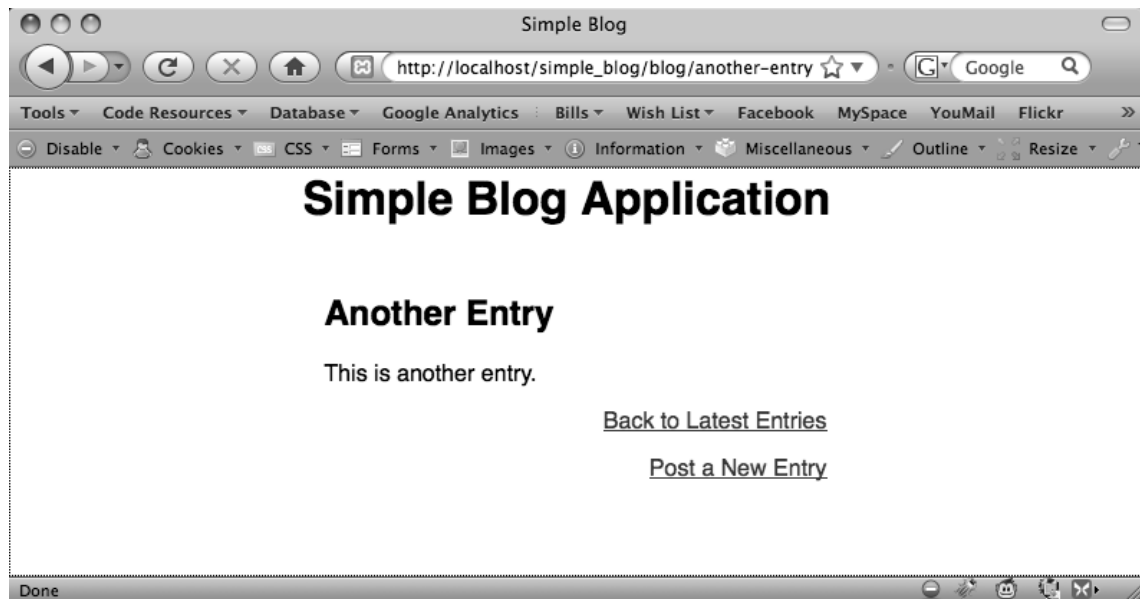 Simple Blog
http://localhost/simple_blog/blog/another-entry
G Google
Tools Code Resources Database Google Analytics Bills Wish List Facebook MySpace YouMail Flickr »
Disable Cookies CSS Forms Images Information Miscellaneous Outline Resize
Simple Blog Application
Another Entry
This is another entry.
Back to Latest Entries
Post a New Entry
Done